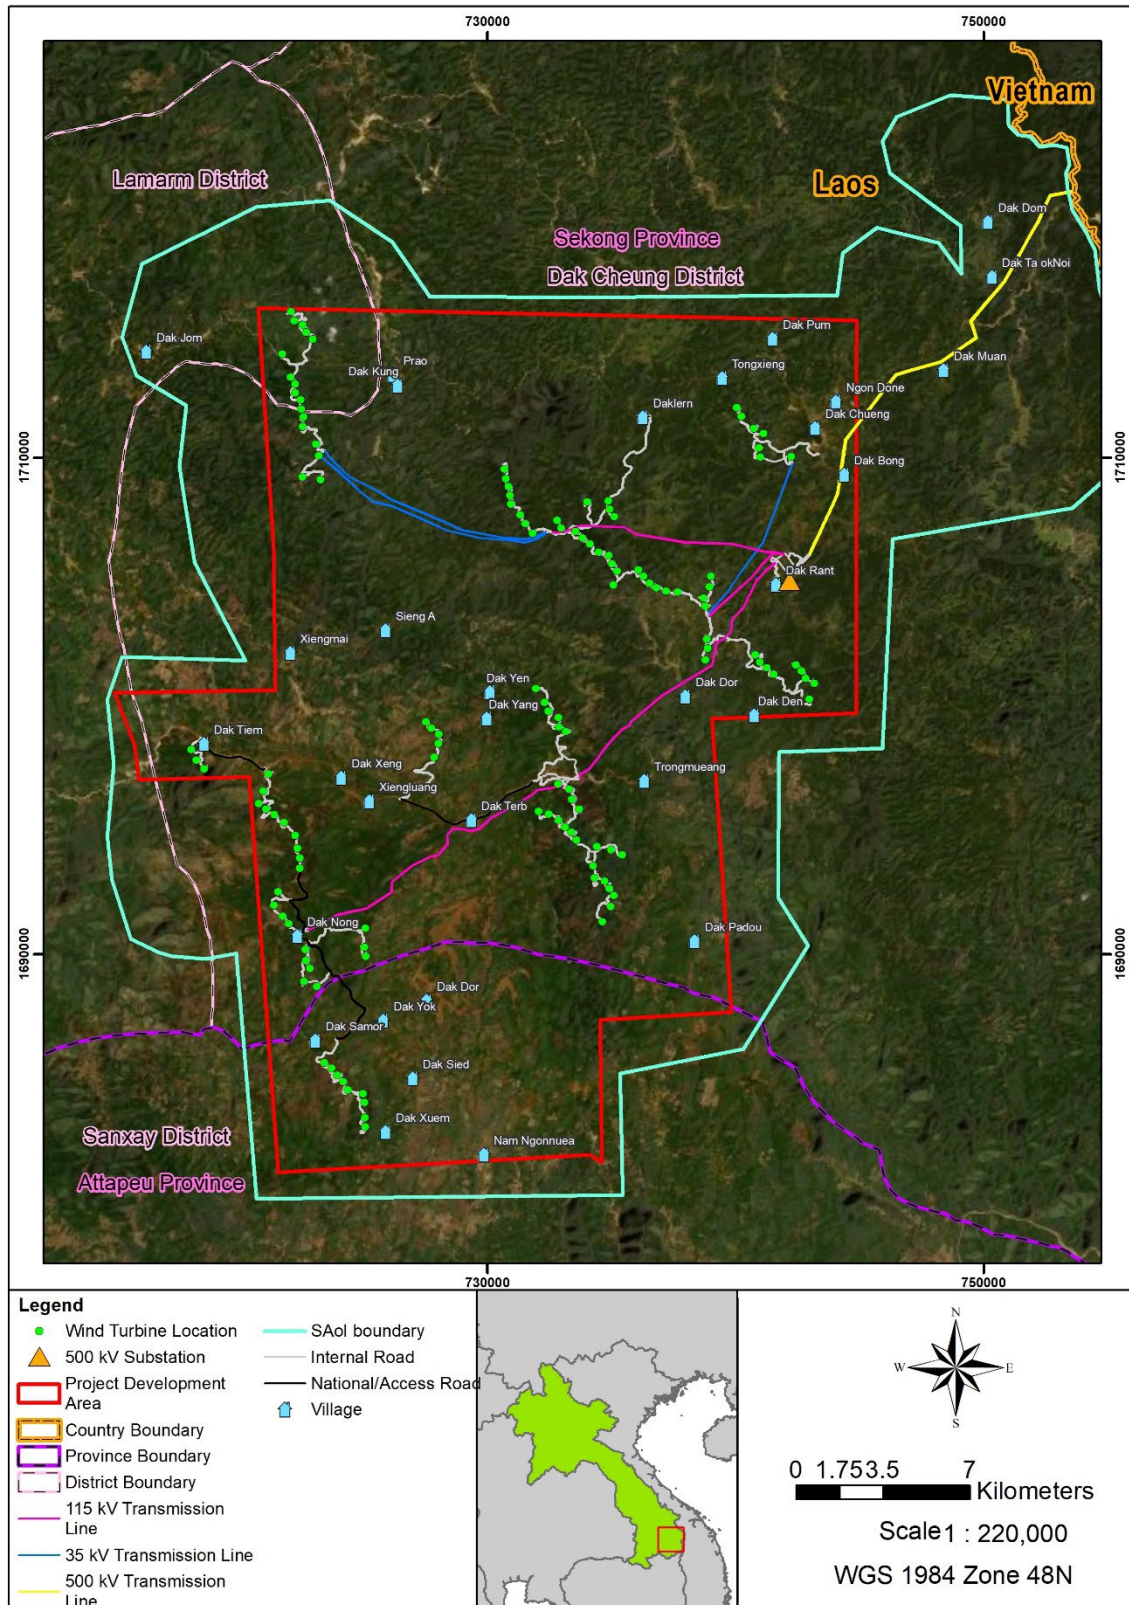 730000
750000
Vietnam
Lamarm District
Laos
Dak Dom
Sekong Province
Dak Cheung District
Dak Ta okNoi
Dak Jom
Dak Pum
Prao
Dak Kung
Tongxieng
Dak Muan
Ngon Done
Daklern
Dak Chueng
1710000
1710000
Dak Bong
Dak Rant
Sieng A
Xiengmai
Dak Yen
Dak Dor
Dak Den
Dak Yang
Dak Tiem
Dak Xeng
Trongmueang
Xiengluang
Dak Terb
Dak Nong
Dak Padou
1690000
1690000
Dak Dor
Dak Yok
Dak Samor
Dak Sied
Dak Xuem
Sanxay District
Nam Ngonnuea
Attapeu Province
730000
750000
Legend
Wind Turbine Location
500 kV Substation
Project Development
Area
Country Boundary
Province Boundary
District Boundary
115 kV Transmission
Line
35 kV Transmission Line
500 kV Transmission
Line
SAoI boundary
Internal Road
National/Access Road
Village
N
W
E
S
0 1.75 3.5 7
Kilometers
Scale 1 : 220,000
WGS 1984 Zone 48N